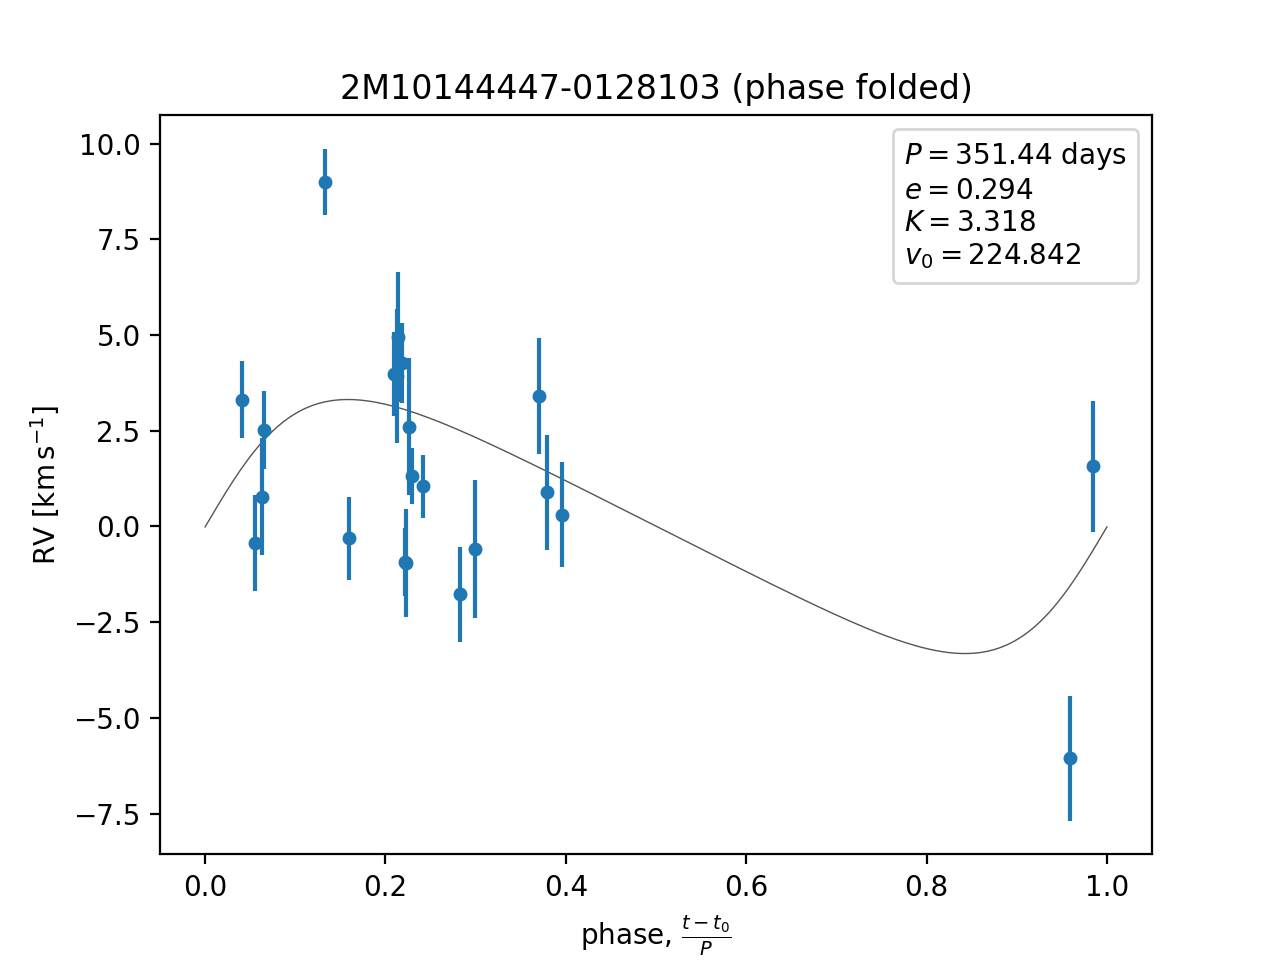 2M10144447-0128103 (phase folded)
P = 351.44 days
e = 0.294
K = 3.318
v₀ = 224.842
10.0
7.5
5.0
2.5
0.0
−2.5
−5.0
−7.5
RV [km s⁻¹]
0.0 0.2 0.4 0.6 0.8 1.0
phase, (t − t₀)/P